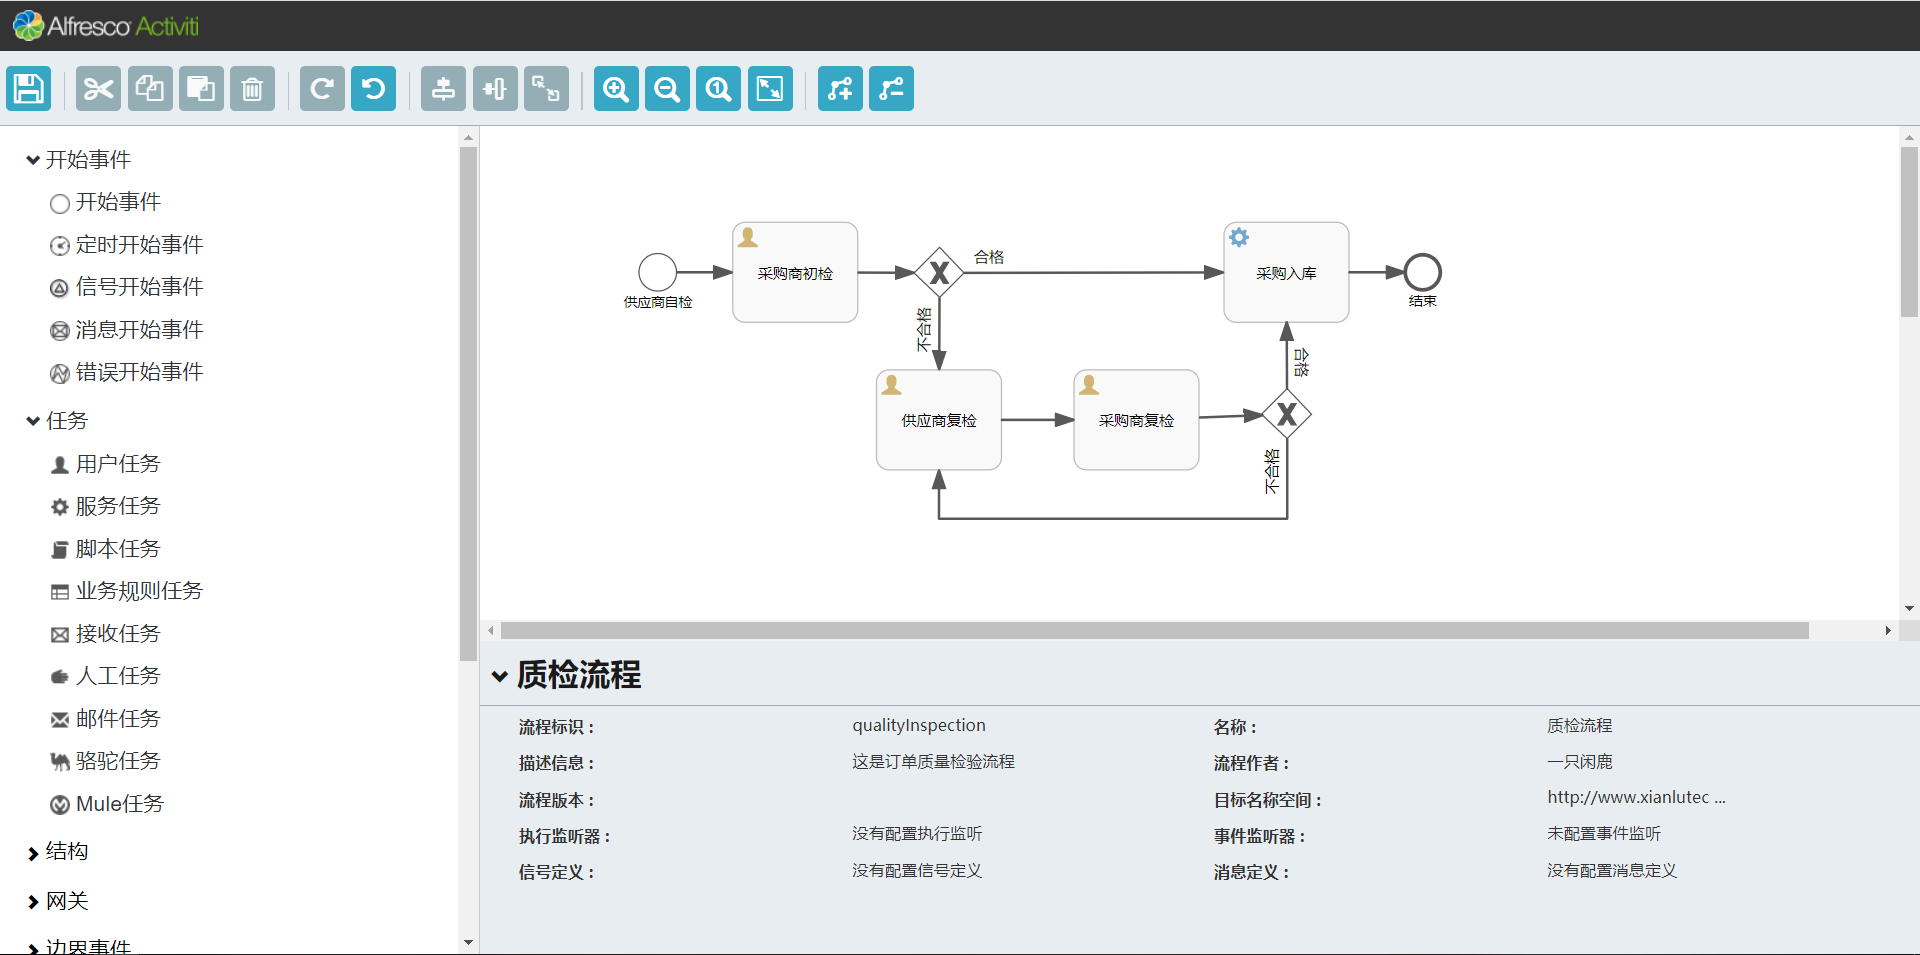 Alfresco Activiti
开始事件
开始事件
定时开始事件
信号开始事件
消息开始事件
错误开始事件
任务
用户任务
服务任务
脚本任务
业务规则任务
接收任务
人工任务
邮件任务
骆驼任务
Mule任务
结构
网关
边界事件
供应商自检
采购商初检
合格
采购入库
结束
不合格
供应商复检
采购商复检
合格
不合格
质检流程
流程标识： qualityInspection 名称： 质检流程
描述信息： 这是订单质量检验流程 流程作者： 一只闲鹿
流程版本： 目标名称空间： http://www.xianlutec ...
执行监听器： 没有配置执行监听 事件监听器： 未配置事件监听
信号定义： 没有配置信号定义 消息定义： 没有配置消息定义